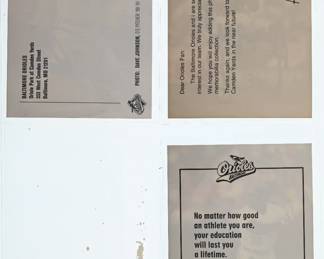 BALTIMORE ORIOLES
Oriole Park at Camden Yards
333 West Camden Street
Baltimore, MD 21201
PHOTO: DAVE JOHNSON,
Dear Orioles Fan:
The Baltimore Orioles and I are
interest in our team. We truly appreciate
We hope you will enjoy adding this
memorabilia collection.
Thanks again, and we look forward to
Camden Yards in the near future!
Orioles
No matter how good
an athlete you are,
your education
will last you
a lifetime.